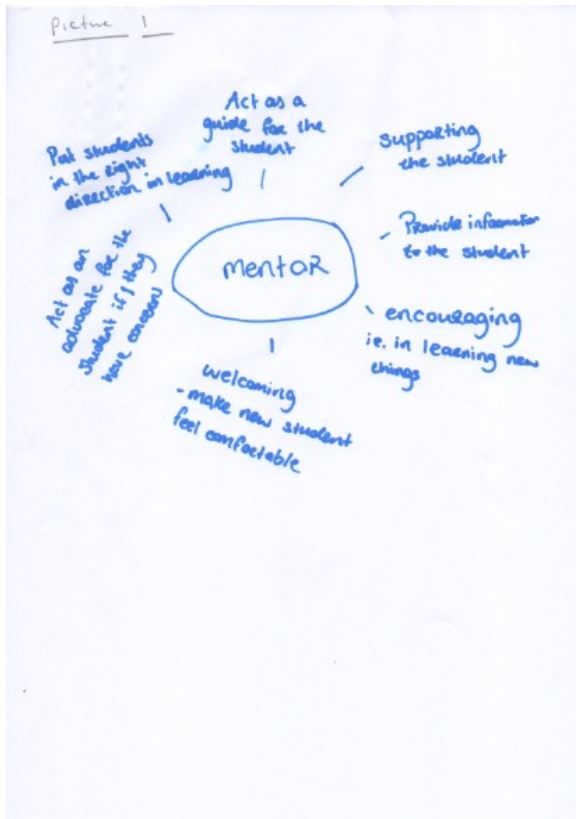 Picture 1
Act as a
guide for the
student
supporting
the student
Provide information
to the student
encouraging
i.e. in learning new
things
welcoming
- make new student
feel comfortable
Act as an
advocate for the
student if they
have concerns
Put students
in the right
direction in learning
mentor